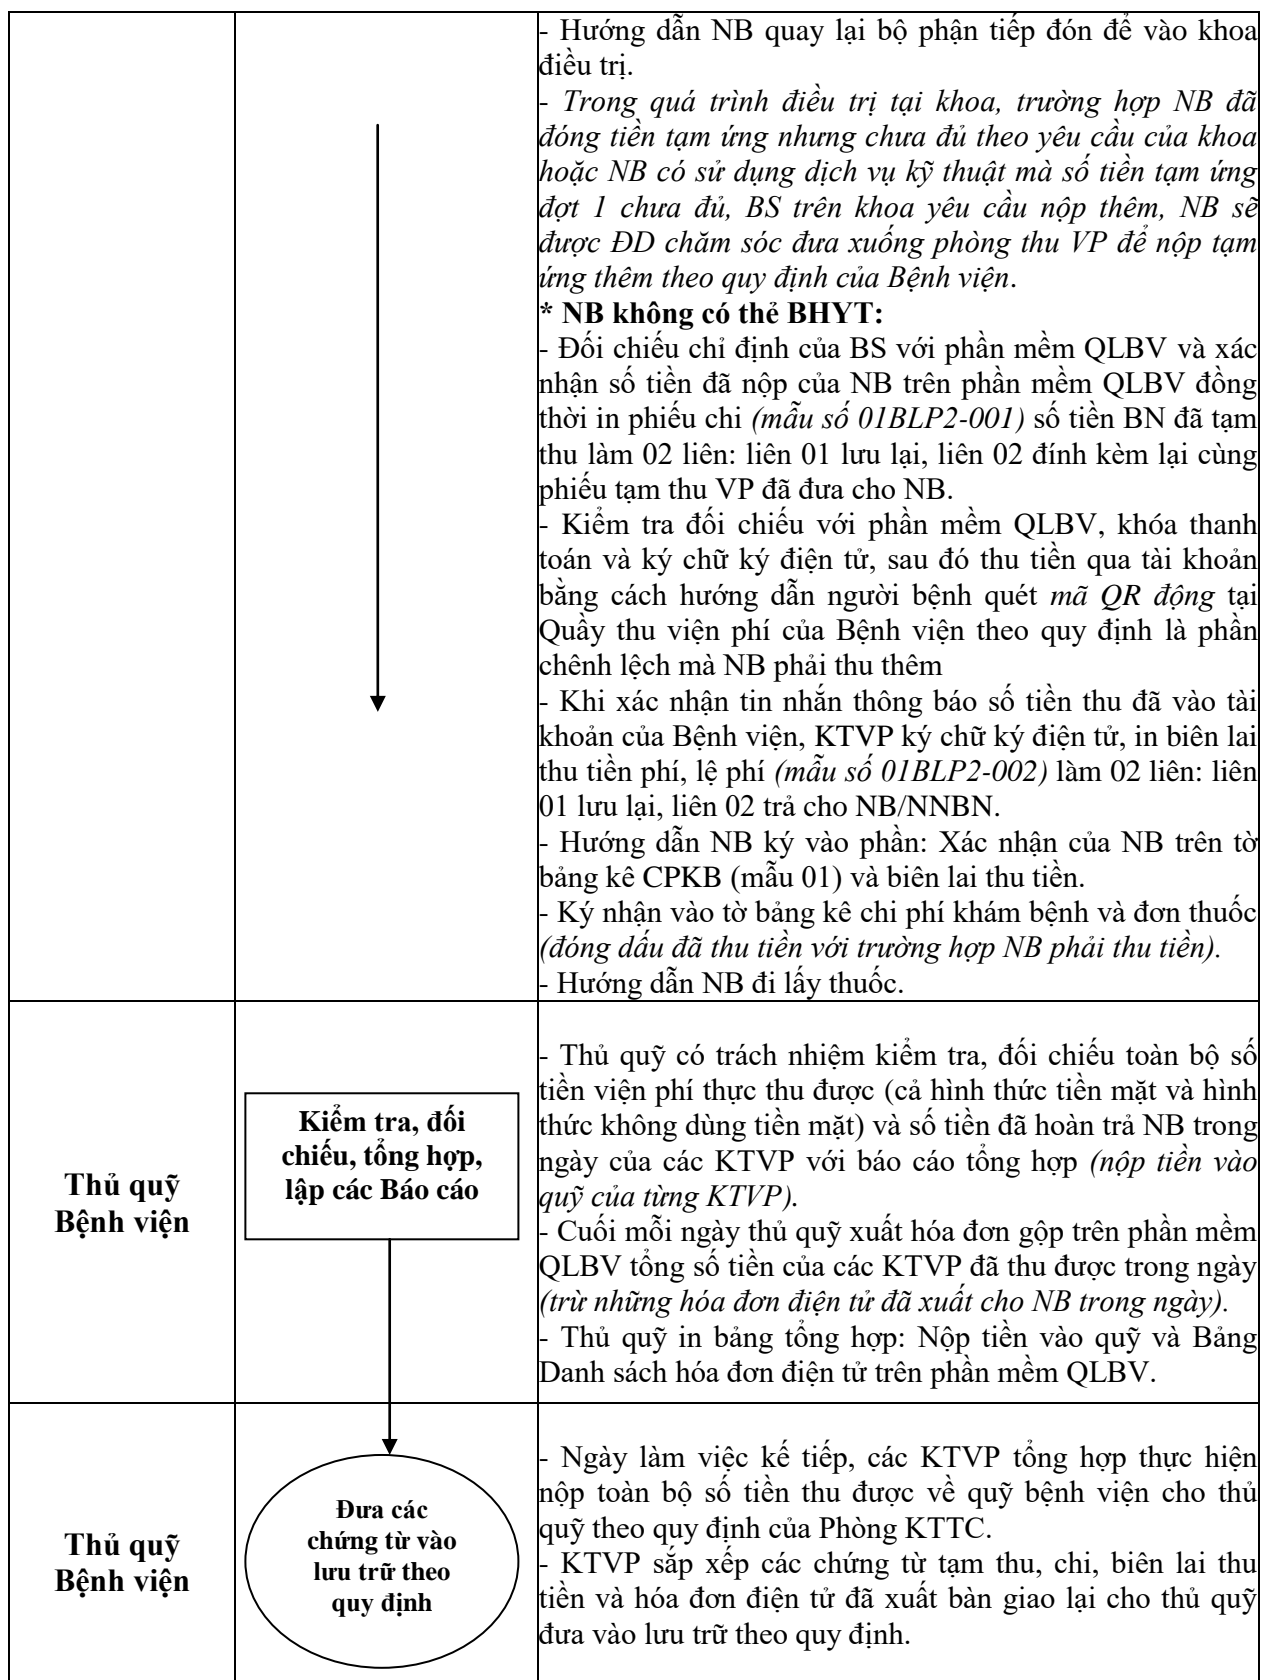 - Hướng dẫn NB quay lại bộ phận tiếp đón để vào khoa
điều trị.
- Trong quá trình điều trị tại khoa, trường hợp NB đã
đóng tiền tạm ứng nhưng chưa đủ theo yêu cầu của khoa
hoặc NB có sử dụng dịch vụ kỹ thuật mà số tiền tạm ứng
đợt 1 chưa đủ, BS trên khoa yêu cầu nộp thêm, NB sẽ
được ĐD chăm sóc đưa xuống phòng thu VP để nộp tạm
ứng thêm theo quy định của Bệnh viện.
* NB không có thẻ BHYT:
- Đối chiếu chỉ định của BS với phần mềm QLBV và xác
nhận số tiền đã nộp của NB trên phần mềm QLBV đồng
thời in phiếu chi (mẫu số 01BLP2-001) số tiền BN đã tạm
thu làm 02 liên: liên 01 lưu lại, liên 02 đính kèm lại cùng
phiếu tạm thu VP đã đưa cho NB.
- Kiểm tra đối chiếu với phần mềm QLBV, khóa thanh
toán và ký chữ ký điện tử, sau đó thu tiền qua tài khoản
bằng cách hướng dẫn người bệnh quét mã QR động tại
Quầy thu viện phí của Bệnh viện theo quy định là phần
chênh lệch mà NB phải thu thêm
- Khi xác nhận tin nhắn thông báo số tiền thu đã vào tài
khoản của Bệnh viện, KTVP ký chữ ký điện tử, in biên lai
thu tiền phí, lệ phí (mẫu số 01BLP2-002) làm 02 liên: liên
01 lưu lại, liên 02 trả cho NB/NNBN.
- Hướng dẫn NB ký vào phần: Xác nhận của NB trên tờ
bảng kê CPKB (mẫu 01) và biên lai thu tiền.
- Ký nhận vào tờ bảng kê chi phí khám bệnh và đơn thuốc
(đóng dấu đã thu tiền với trường hợp NB phải thu tiền).
- Hướng dẫn NB đi lấy thuốc.
Thủ quỹ
Bệnh viện
Kiểm tra, đối
chiếu, tổng hợp,
lập các Báo cáo
- Thủ quỹ có trách nhiệm kiểm tra, đối chiếu toàn bộ số
tiền viện phí thực thu được (cả hình thức tiền mặt và hình
thức không dùng tiền mặt) và số tiền đã hoàn trả NB trong
ngày của các KTVP với báo cáo tổng hợp (nộp tiền vào
quỹ của từng KTVP).
- Cuối mỗi ngày thủ quỹ xuất hóa đơn gộp trên phần mềm
QLBV tổng số tiền của các KTVP đã thu được trong ngày
(trừ những hóa đơn điện tử đã xuất cho NB trong ngày).
- Thủ quỹ in bảng tổng hợp: Nộp tiền vào quỹ và Bảng
Danh sách hóa đơn điện tử trên phần mềm QLBV.
Thủ quỹ
Bệnh viện
Đưa các
chứng từ vào
lưu trữ theo
quy định
- Ngày làm việc kế tiếp, các KTVP tổng hợp thực hiện
nộp toàn bộ số tiền thu được về quỹ bệnh viện cho thủ
quỹ theo quy định của Phòng KTTC.
- KTVP sắp xếp các chứng từ tạm thu, chi, biên lai thu
tiền và hóa đơn điện tử đã xuất bàn giao lại cho thủ quỹ
đưa vào lưu trữ theo quy định.